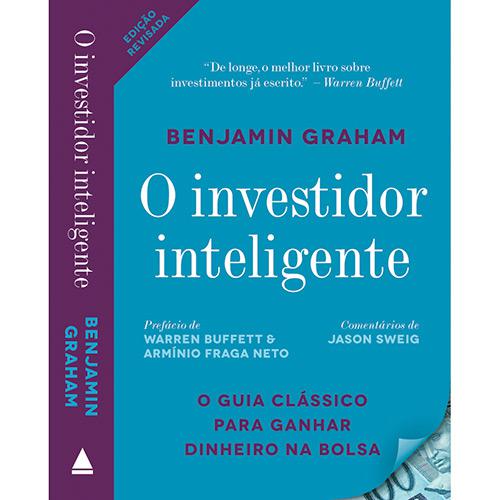 O investidor inteligente
BENJAMIN
GRAHAM
EDIÇÃO
REVISADA
“De longe, o melhor livro sobre
investimentos já escrito.” – Warren Buffett
BENJAMIN GRAHAM
O investidor
inteligente
Prefácio de
WARREN BUFFETT &
ARMÍNIO FRAGA NETO
Comentários de
JASON SWEIG
O GUIA CLÁSSICO
PARA GANHAR
DINHEIRO NA BOLSA